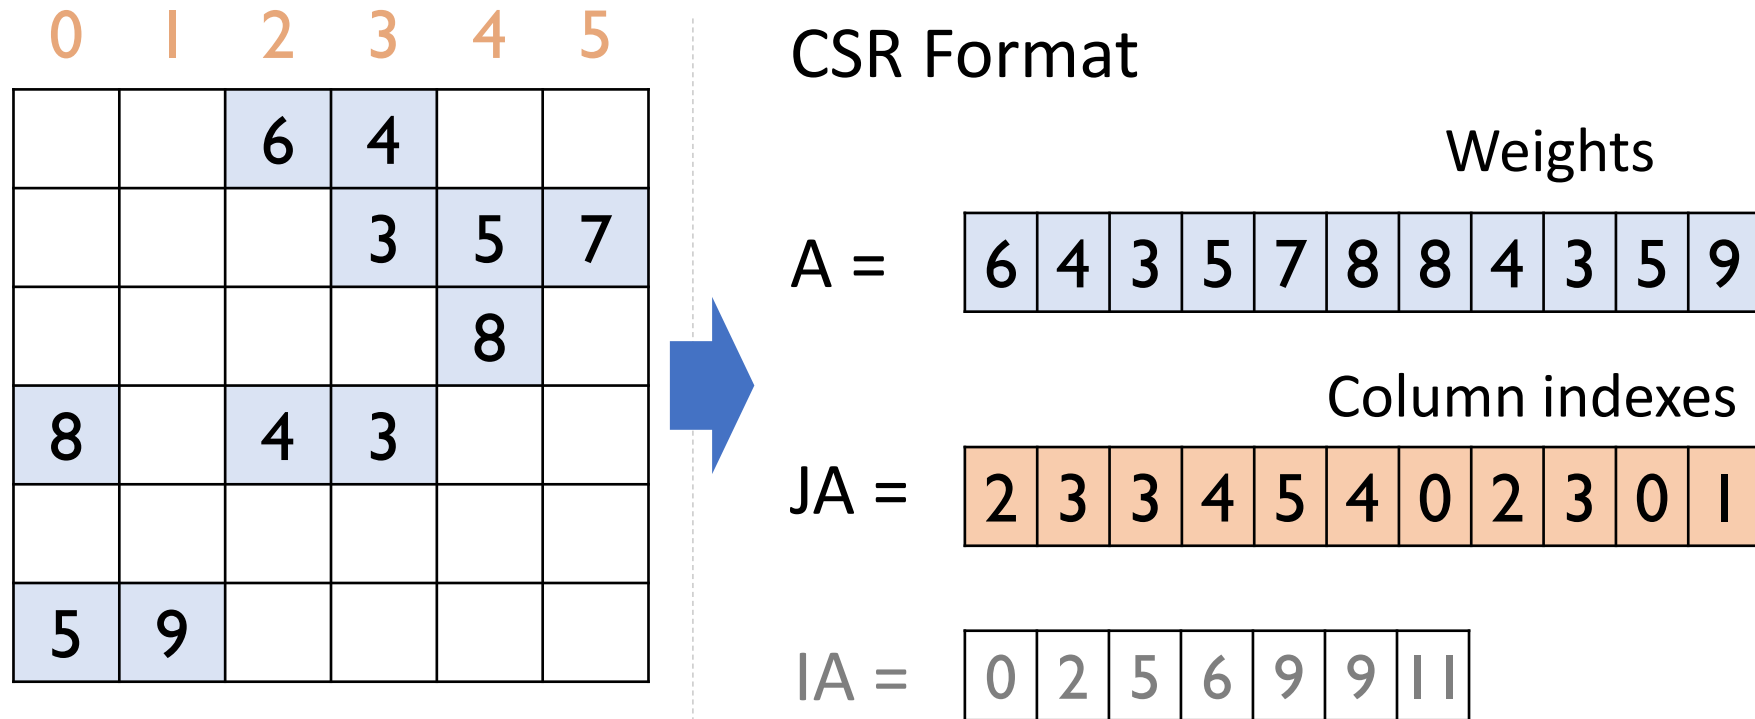 0 1 2 3 4 5
6 4
3 5 7
8
8 4 3
5 9
CSR Format
Weights
A = 6 4 3 5 7 8 8 4 3 5 9
Column indexes
JA = 2 3 3 4 5 4 0 2 3 0 1
IA = 0 2 5 6 9 9 11